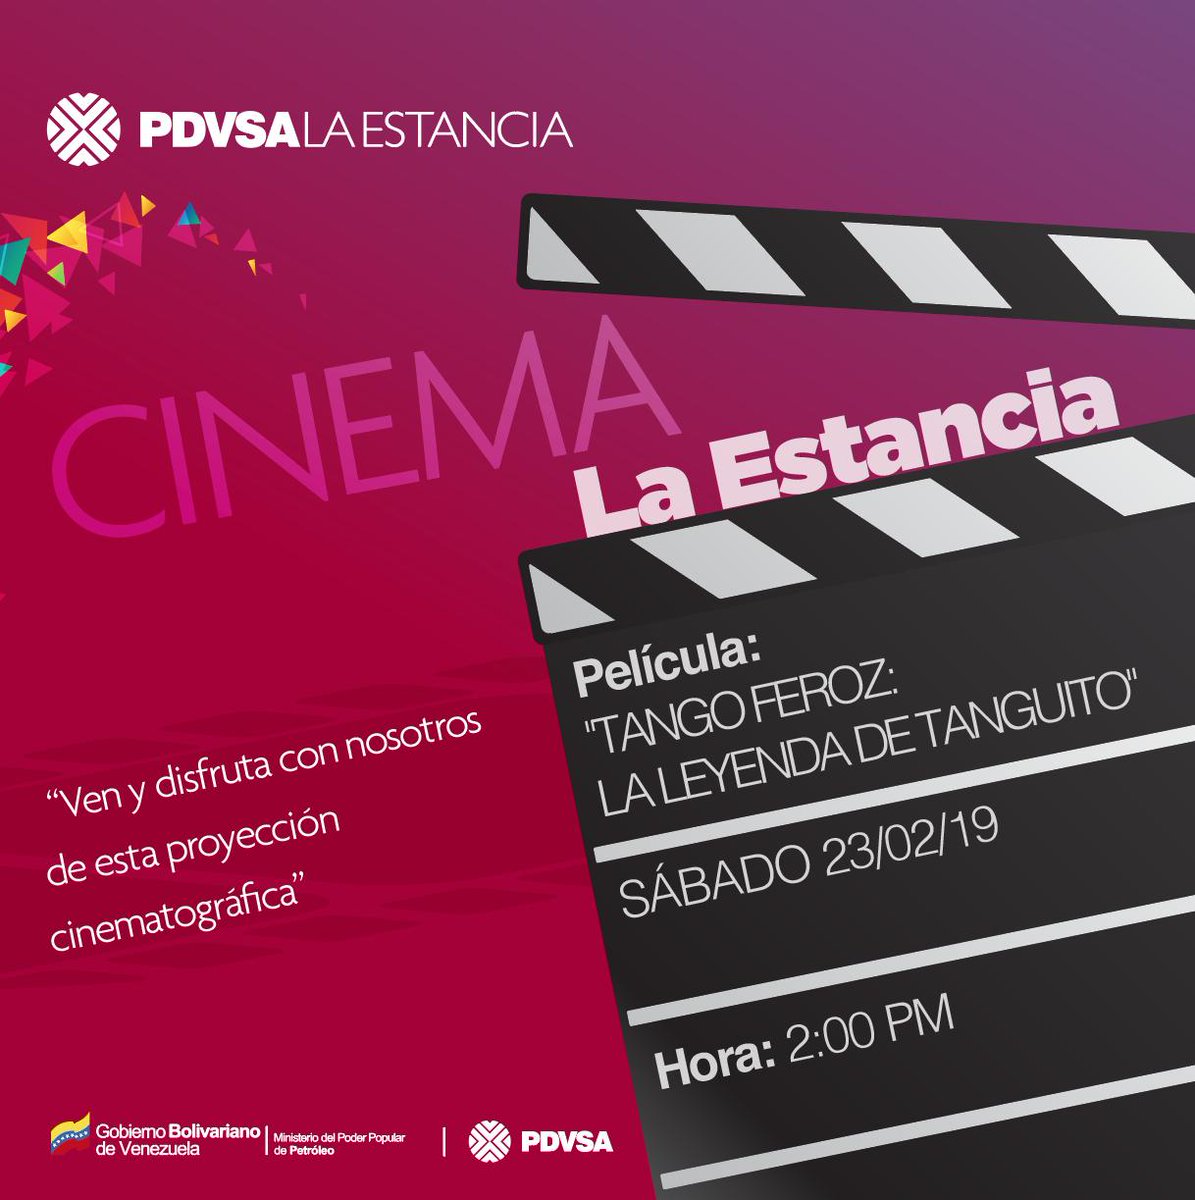 PDVSA LA ESTANCIA
CINEMA
La Estancia
Película:
"TANGO FEROZ:
LA LEYENDA DE TANGUITO"
SÁBADO 23/02/19
Hora: 2:00 PM
“Ven y disfruta con nosotros
de esta proyección
cinematográfica”
Gobierno Bolivariano
de Venezuela
Ministerio del Poder Popular
de Petróleo
PDVSA